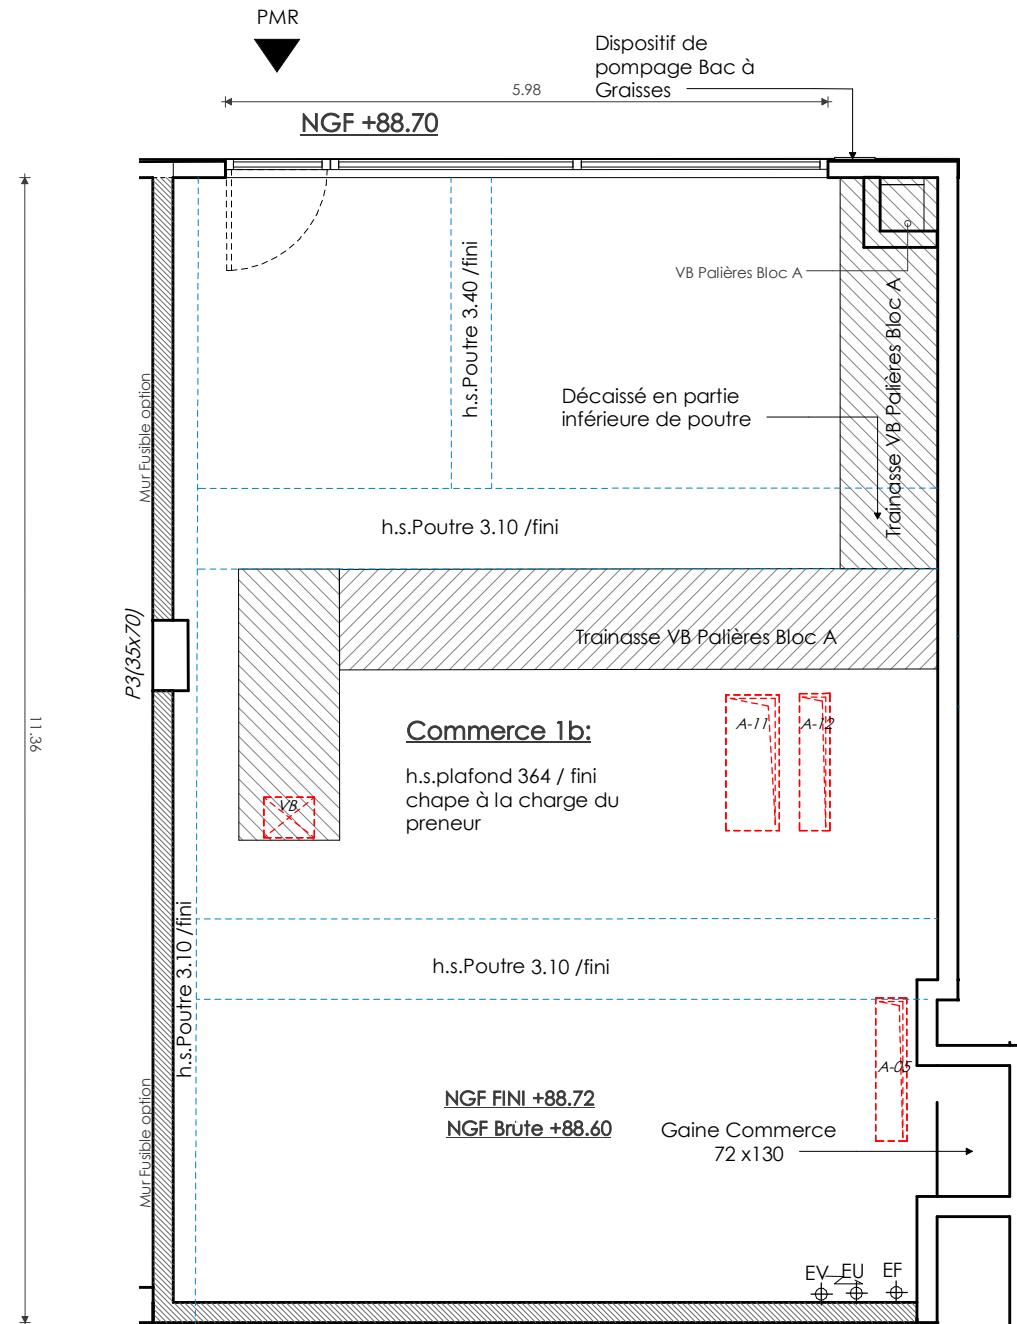 PMR
Dispositif de
pompage Bac à
Graisses
5.98
NGF +88.70
VB Palières Bloc A
h.s.Poutre 3.40 /fini
Trainasse VB Palières Bloc A
Mur Fusible option
Décaissé en partie
inférieure de poutre
h.s.Poutre 3.10 /fini
P3(35x70)
Trainasse VB Palières Bloc A
11.36
Commerce 1b:
A-11
A-12
h.s.plafond 364 / fini
chape à la charge du
preneur
VB
h.s.Poutre 3.10 /fini
h.s.Poutre 3.10 /fini
A-05
Mur Fusible option
NGF FINI +88.72
NGF Brute +88.60
Gaine Commerce
72 x130
EV EU EF